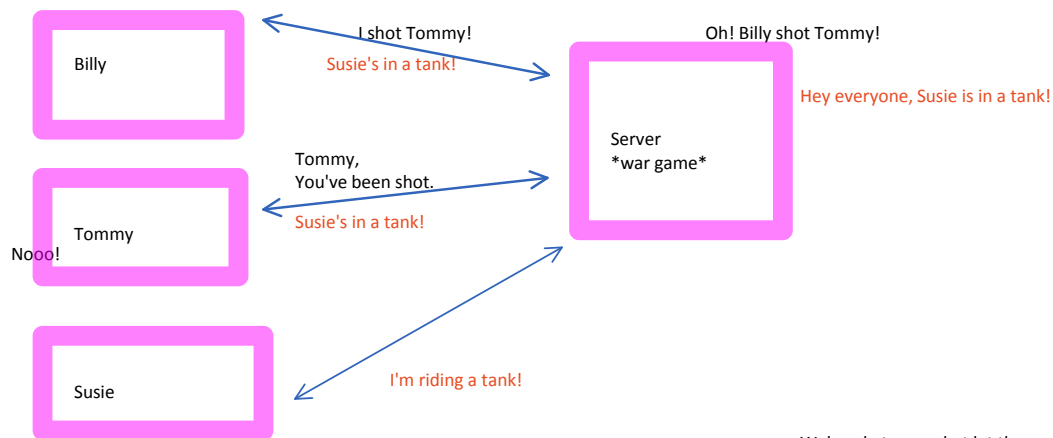 I shot Tommy!
Oh! Billy shot Tommy!
Billy
Susie's in a tank!
Hey everyone, Susie is in a tank!
Server
*war game*
Tommy,
You've been shot.
Susie's in a tank!
Tommy
Nooo!
I'm riding a tank!
Susie